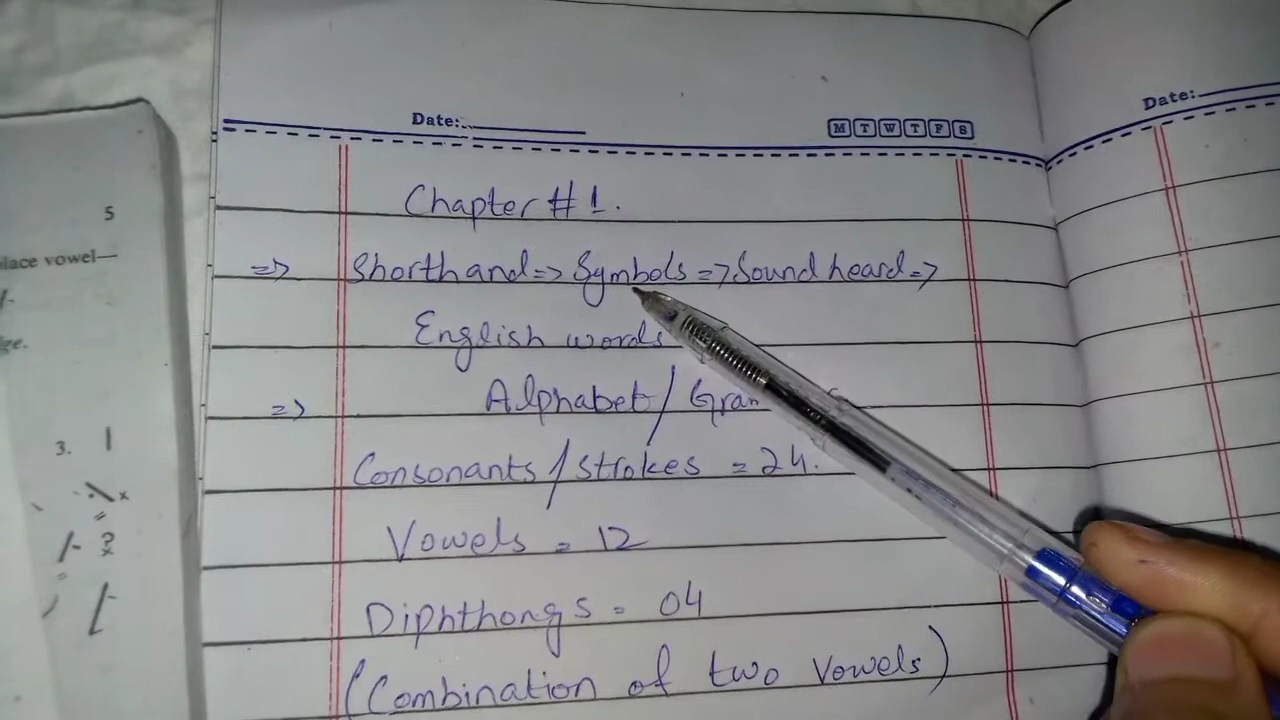 5
lace vowel—
ge.
3.
Date:
M T W T F S
Date:
Chapter # 1.
=> Shorthand => Symbols => Sound heard =>
English words
=> Alphabet / Gram
Consonants / strokes = 24.
Vowels = 12
Diphthongs = 04
(Combination of two vowels)